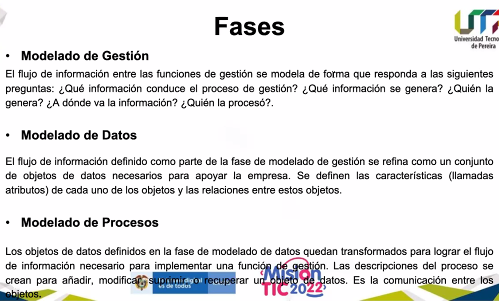 Fases
Universidad Tecno
de Pereira
• Modelado de Gestión
El flujo de información entre las funciones de gestión se modela de forma que responda a las siguientes
preguntas: ¿Qué información conduce el proceso de gestión? ¿Qué información se genera? ¿Quién la
genera? ¿A dónde va la información? ¿Quién la procesó?.
• Modelado de Datos
El flujo de información definido como parte de la fase de modelado de gestión se refina como un conjunto
de objetos de datos necesarios para apoyar la empresa. Se definen las características (llamadas
atributos) de cada uno de los objetos y las relaciones entre estos objetos.
• Modelado de Procesos
Los objetos de datos definidos en la fase de modelado de datos quedan transformados para lograr el flujo
de información necesario para implementar una función de gestión. Las descripciones del proceso se
crean para añadir, modificar, suprimir, o recuperar un objeto de datos. Es la comunicación entre los
objetos.
es de todos
Misión
TIC 2022